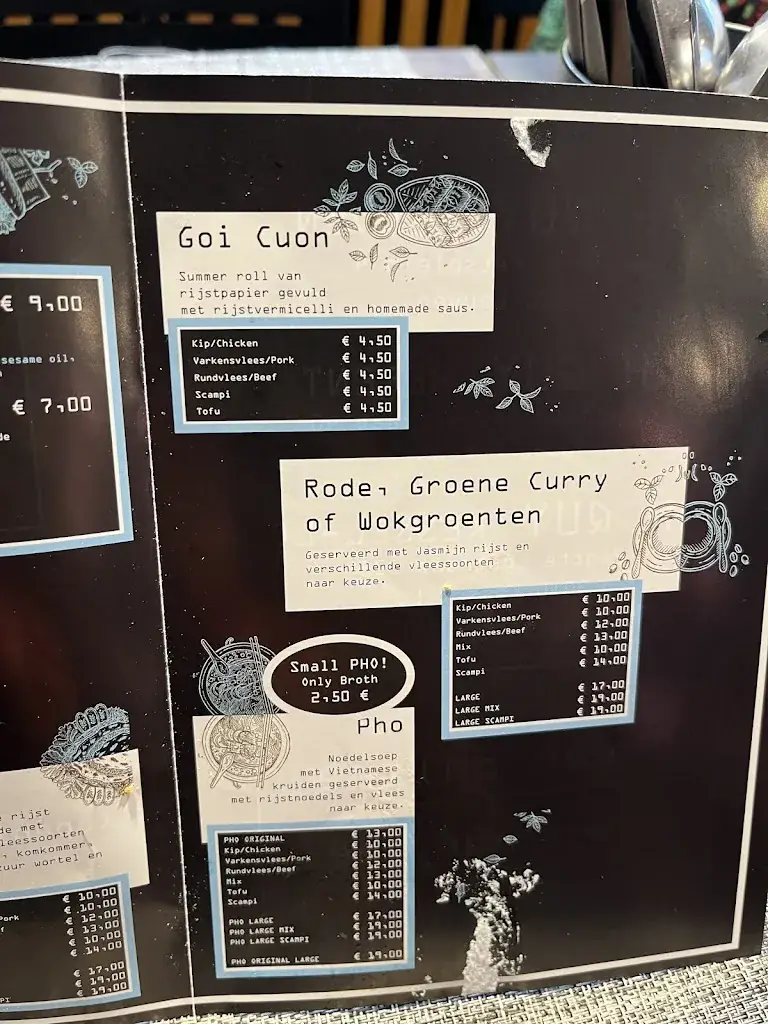 € 9,00
sesame oil,
€ 7,00
de
rijst
de met
leessoorten
, komkommer,
tuur wortel en
€ 10,00
Pork € 10,00
€ 12,00
€ 13,00
€ 10,00
€ 14,00
€ 17,00
€ 19,00
€ 19,00
Goi Cuon
Summer roll van
rijstpapier gevuld
met rijstvermicelli en homemade saus.
Kip/Chicken € 4,50
Varkensvlees/Pork € 4,50
Rundvlees/Beef € 4,50
Scampi € 4,50
Tofu € 4,50
Rode, Groene Curry
of Wokgroenten
Geserveerd met Jasmijn rijst en
verschillende vleessoorten
naar keuze.
Kip/Chicken € 10,00
Varkensvlees/Pork € 10,00
Rundvlees/Beef € 12,00
Mix € 13,00
Tofu € 10,00
Scampi € 14,00
LARGE € 17,00
LARGE MIX € 19,00
LARGE SCAMPI € 19,00
Small PHO!
Only Broth
2,50 €
Pho
Noedelsoep
met Vietnamese
kruiden geserveerd
met rijstnoedels en vlees
naar keuze.
PHO ORIGINAL € 13,00
Kip/Chicken € 10,00
Varkensvlees/Pork € 10,00
Rundvlees/Beef € 12,00
Mix € 13,00
Tofu € 10,00
Scampi € 14,00
PHO LARGE € 17,00
PHO LARGE MIX € 19,00
PHO LARGE SCAMPI € 19,00
PHO ORIGINAL LARGE € 19,00